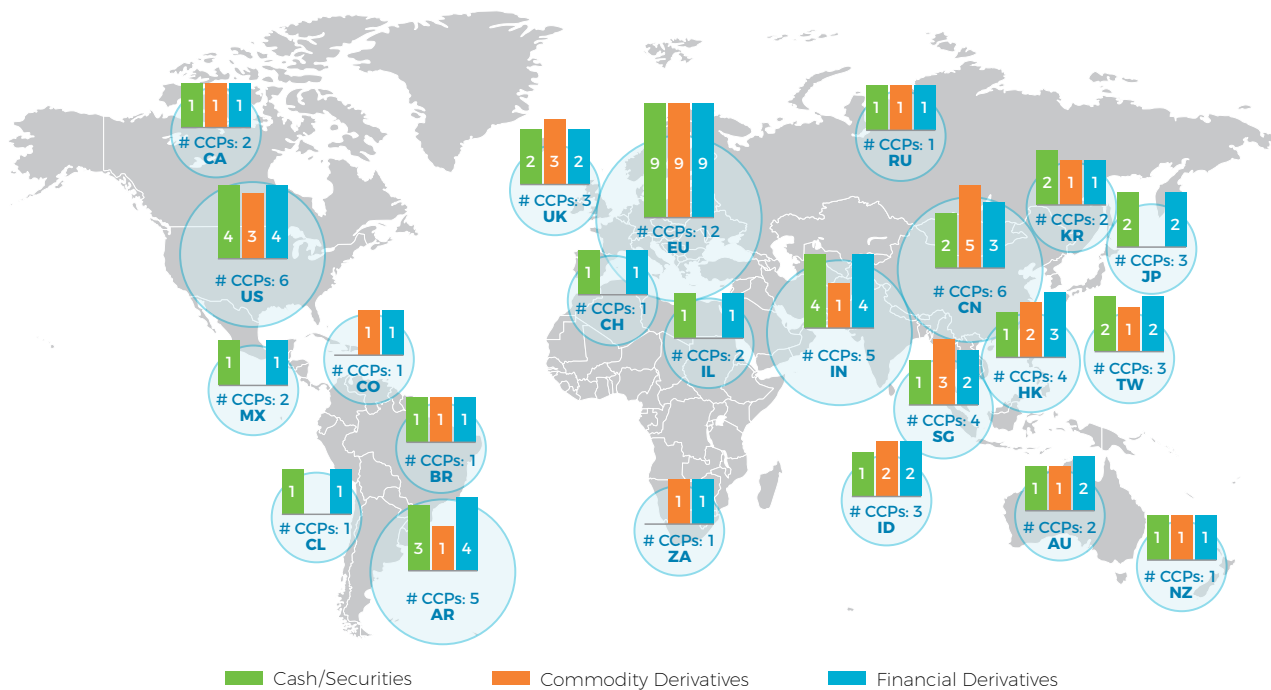 1 1 1
# CCPs: 2
CA
4 3 4
# CCPs: 6
US
1 1
# CCPs: 2
MX
1 1
# CCPs: 1
CO
1 1 1
# CCPs: 1
BR
1 1
# CCPs: 1
CL
3 1 4
# CCPs: 5
AR
2 3 2
# CCPs: 3
UK
9 9 9
# CCPs: 12
EU
1 1
# CCPs: 1
CH
1 1
# CCPs: 2
IL
1 1
# CCPs: 1
ZA
1 1 1
# CCPs: 1
RU
4 1 4
# CCPs: 5
IN
2 5 3
# CCPs: 6
CN
2 1 1
# CCPs: 2
KR
2 2
# CCPs: 3
JP
1 2 3
# CCPs: 4
HK
2 1 2
# CCPs: 3
TW
1 3 2
# CCPs: 4
SG
1 2 2
# CCPs: 3
ID
1 1 2
# CCPs: 2
AU
1 1 1
# CCPs: 1
NZ
Cash/Securities Commodity Derivatives Financial Derivatives